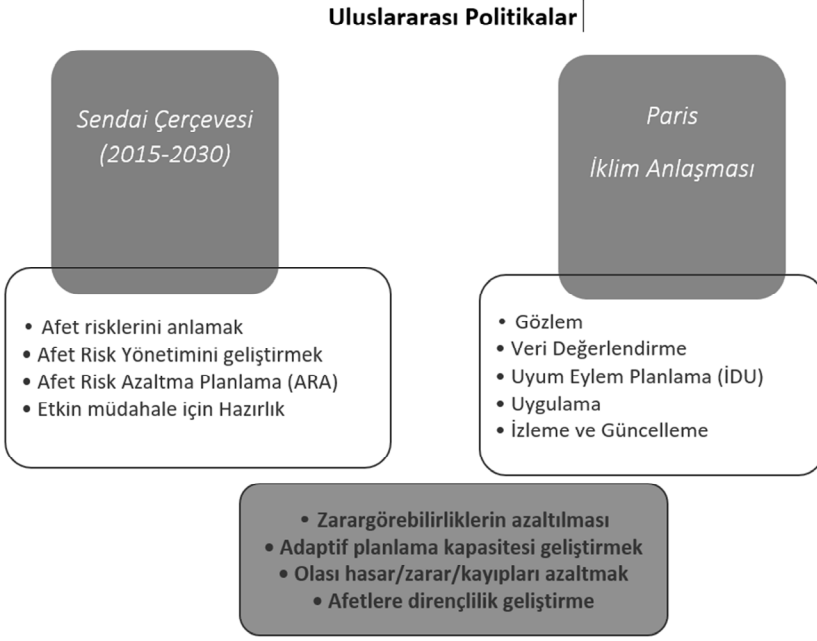 Uluslararası Politikalar
Sendai Çerçevesi
(2015-2030)
• Afet risklerini anlamak
• Afet Risk Yönetimini geliştirmek
• Afet Risk Azaltma Planlama (ARA)
• Etkin müdahale için Hazırlık
Paris
İklim Anlaşması
• Gözlem
• Veri Değerlendirme
• Uyum Eylem Planlama (İDU)
• Uygulama
• İzleme ve Güncelleme
• Zarargörebilirliklerin azaltılması
• Adaptif planlama kapasitesi geliştirmek
• Olası hasar/zarar/kayıpları azaltmak
• Afetlere dirençlilik geliştirme